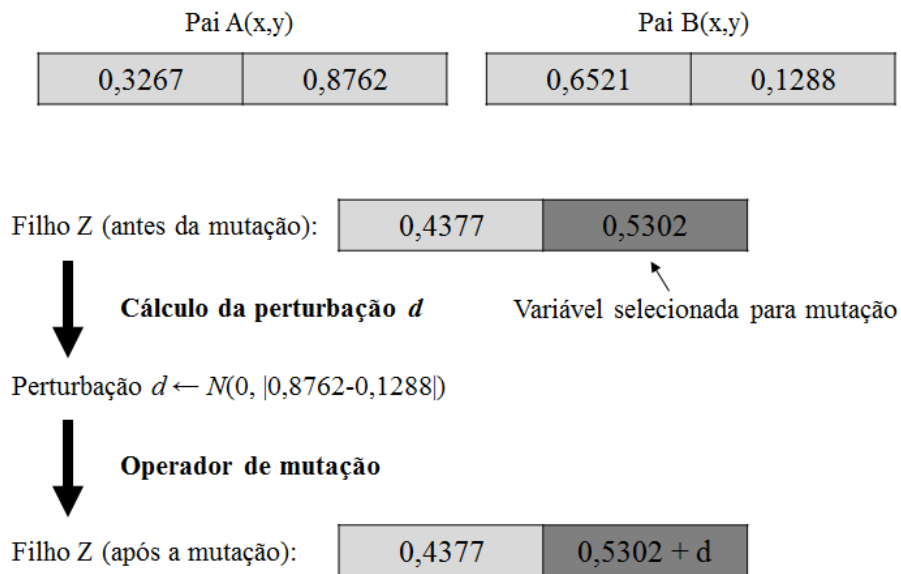 Pai A(x,y) Pai B(x,y)
0,3267 0,8762 0,6521 0,1288
Filho Z (antes da mutação): 0,4377 0,5302
Cálculo da perturbação d Variável selecionada para mutação
Perturbação d ← N(0, |0,8762-0,1288|)
Operador de mutação
Filho Z (após a mutação): 0,4377 0,5302 + d